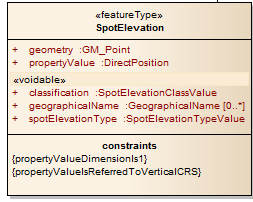 «featureType»
SpotElevation
+ geometry :GM_Point
+ propertyValue :DirectPosition
«voidable»
+ classification :SpotElevationClassValue
+ geographicalName :GeographicalName [0..*]
+ spotElevationType :SpotElevationTypeValue
constraints
{propertyValueDimensionIs1}
{propertyValueIsReferredToVerticalCRS}